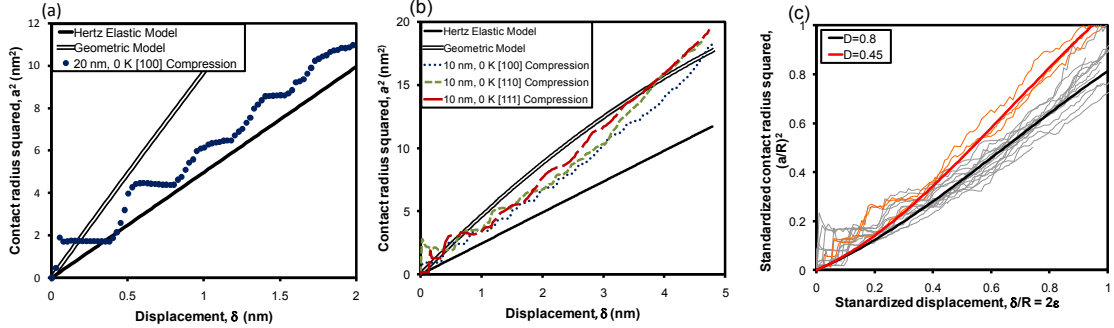 (a)
Contact radius squared, a² (nm²)
12
10
8
6
4
2
0
Hertz Elastic Model
Geometric Model
20 nm, 0 K [100] Compression
0
0.5
1
1.5
2
Displacement, δ (nm)
(b)
Contact radius squared, a² (nm²)
20
15
10
5
0
Hertz Elastic Model
Geometric Model
10 nm, 0 K [100] Compression
10 nm, 0 K [110] Compression
10 nm, 0 K [111] Compression
0
1
2
3
4
5
Displacement, δ (nm)
(c)
Standardized contact radius squared,
(a/R)²
1
0.8
0.6
0.4
0.2
0
D=0.8
D=0.45
0
0.2
0.4
0.6
0.8
1
Stanardized displacement, δ/R = 2ε